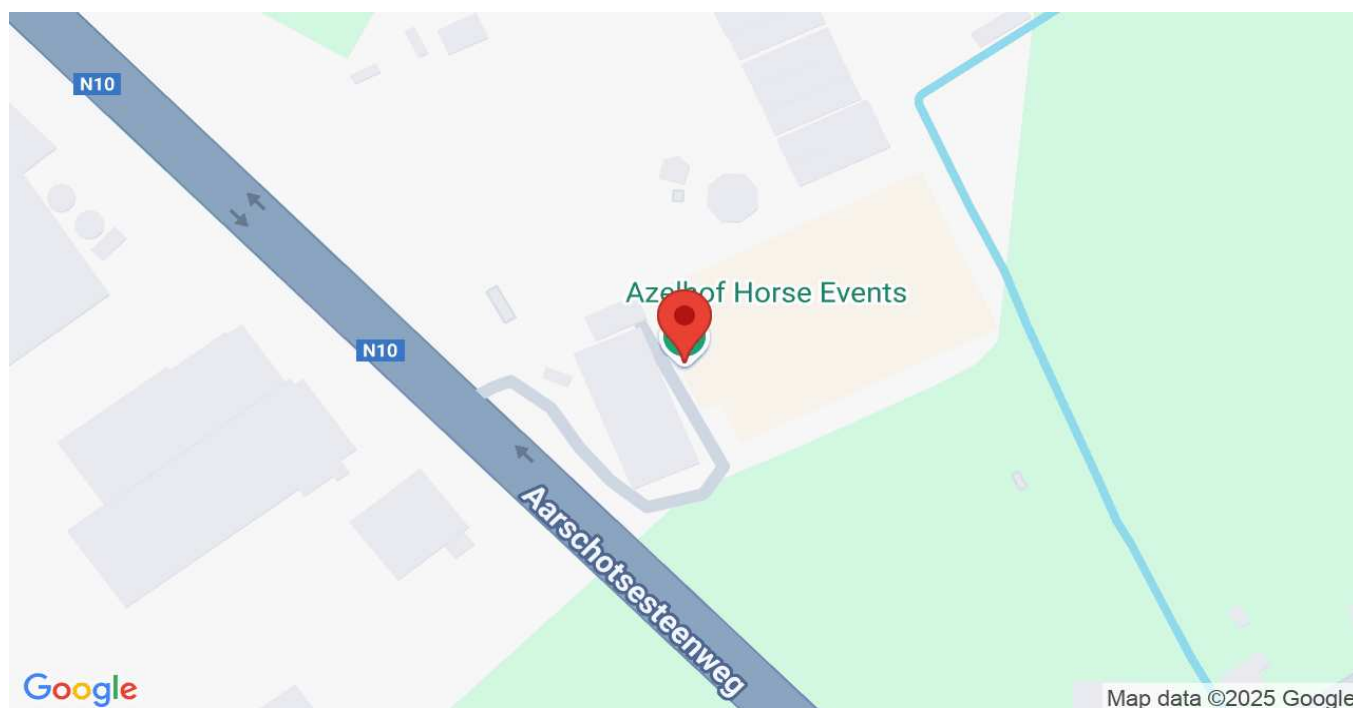 N10
Azelhof Horse Events
N10
Aarschotsesteenweg
Google
Map data ©2025 Google